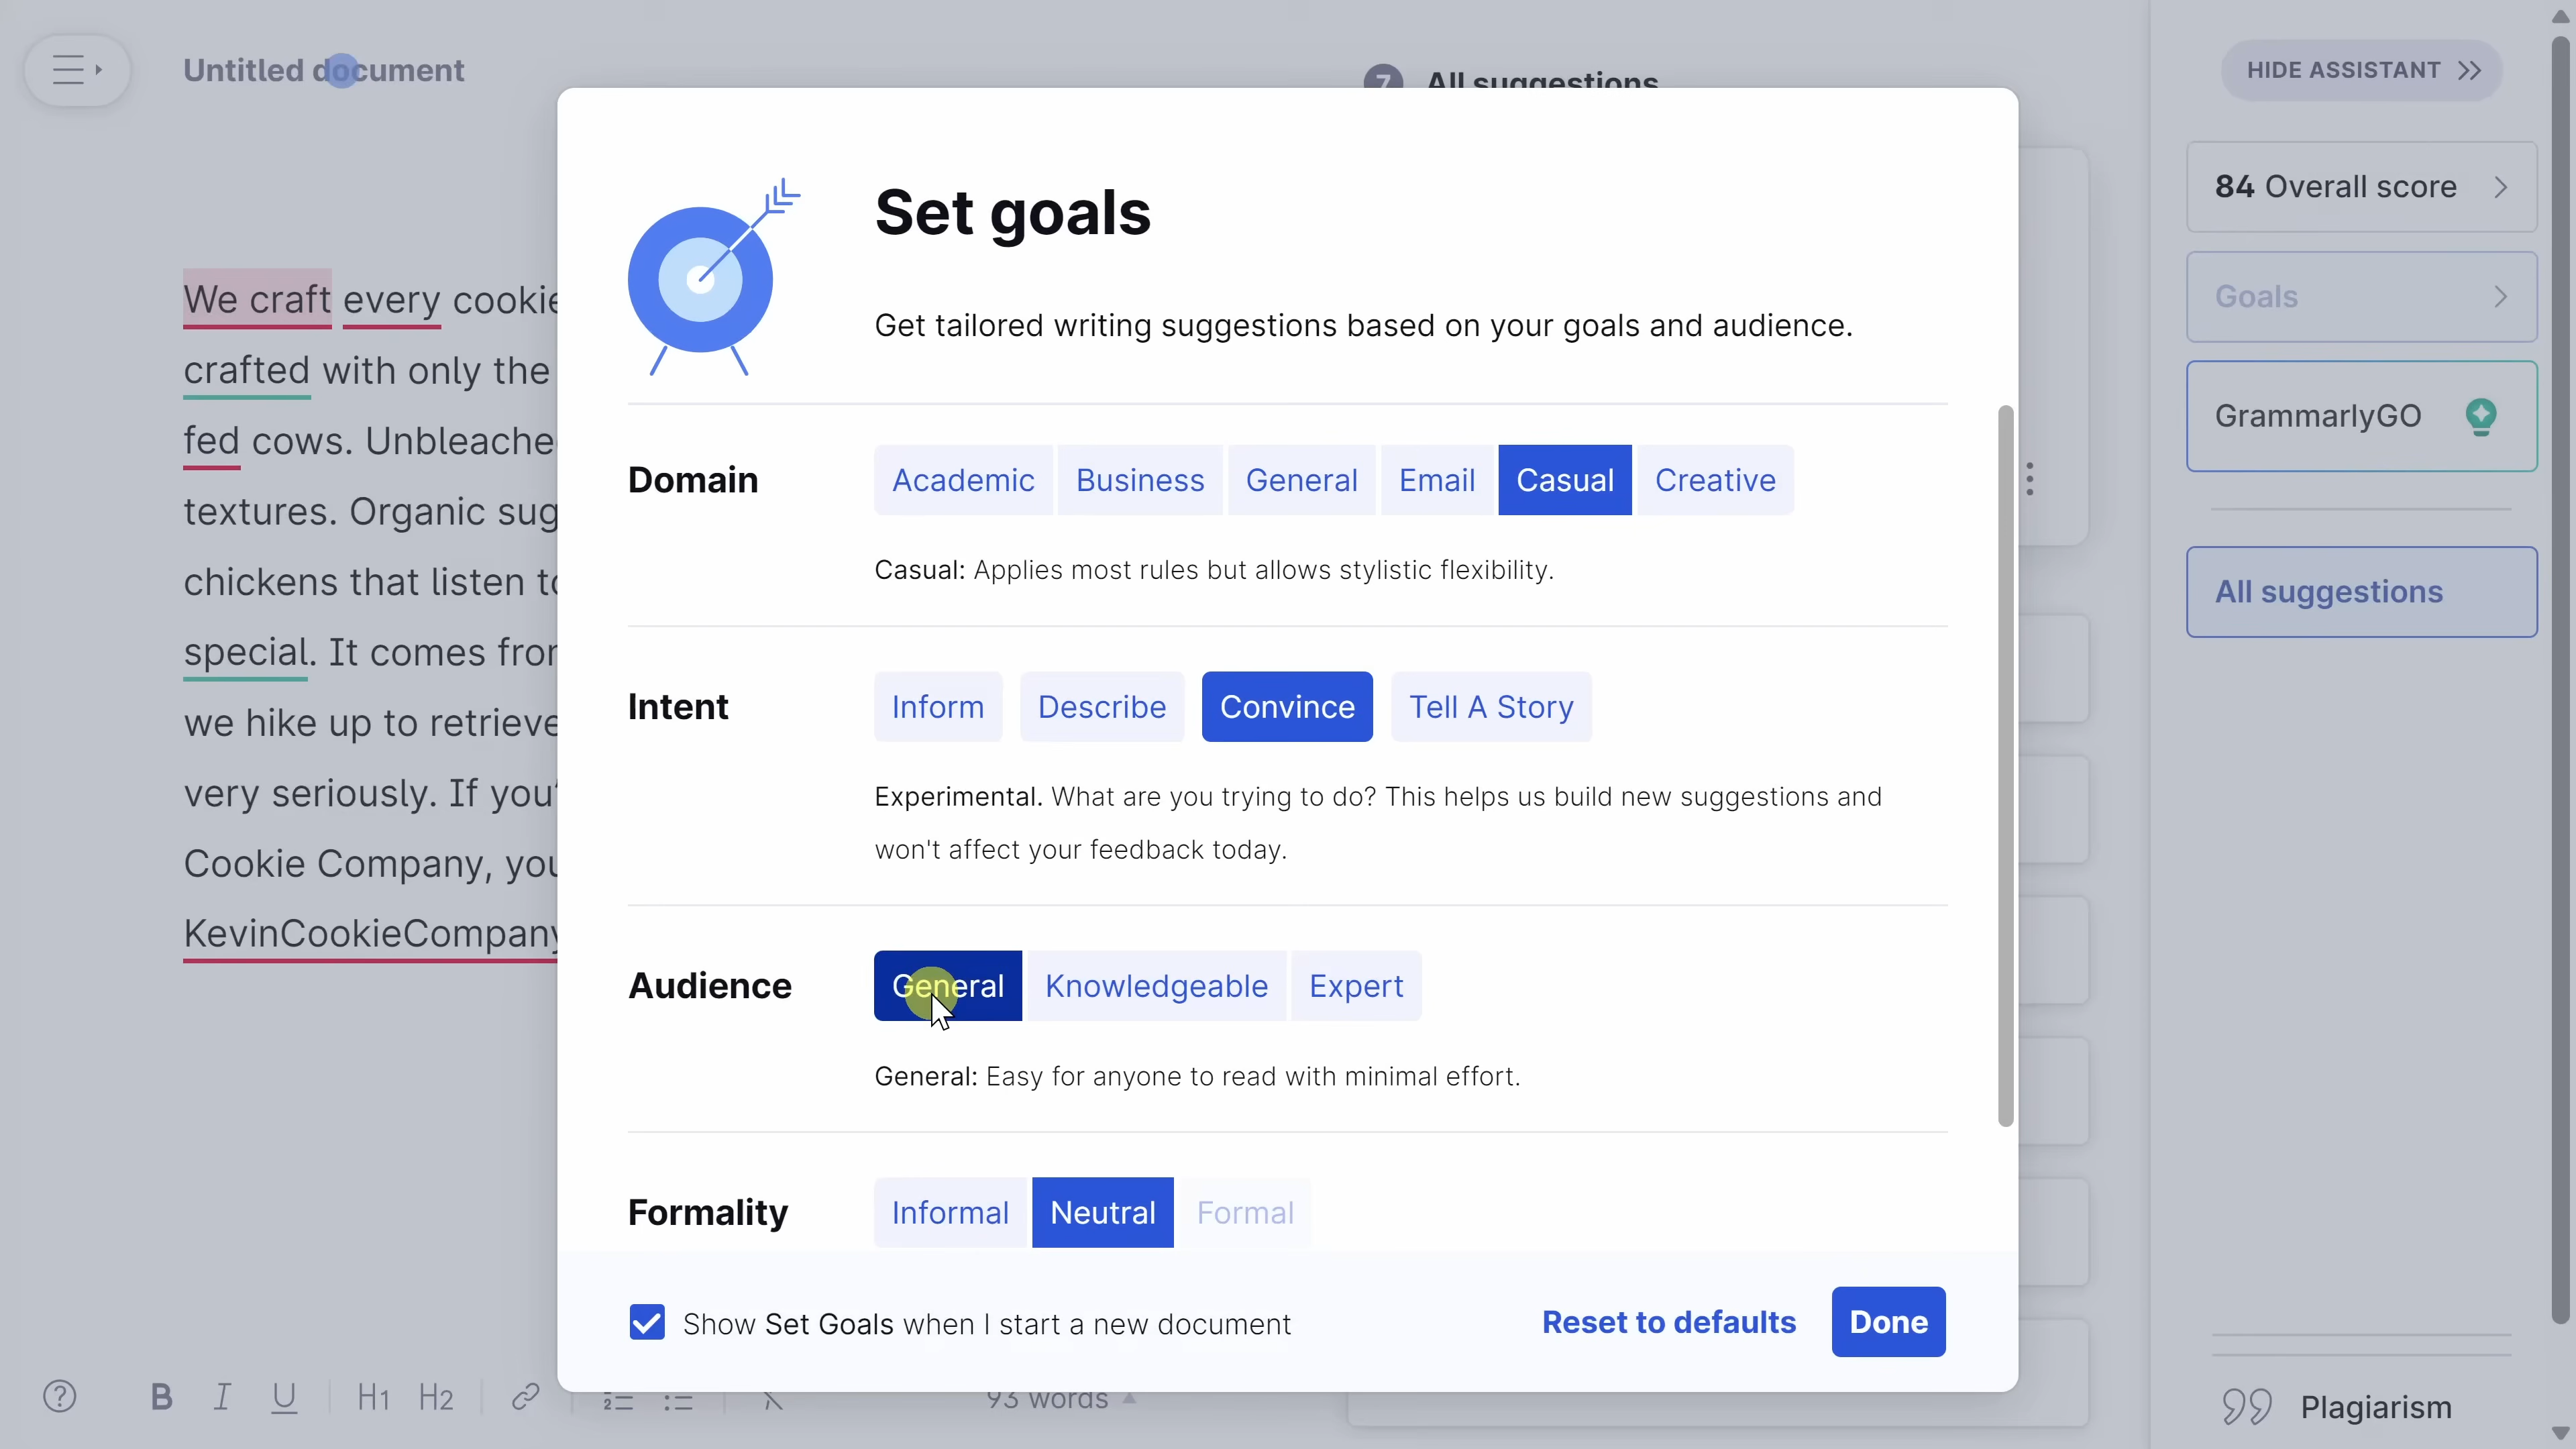 Untitled document
7 All suggestions
HIDE ASSISTANT
84 Overall score
Goals
GrammarlyGO
All suggestions
We craft every cookie
crafted with only the
fed cows.
textures. Organic
chickens that listen
special. It comes
we hike up to retrieve
very seriously. If
Cookie Company,
KevinCookieCompany
Set goals
Get tailored writing suggestions based on your goals and audience.
Domain
Academic Business General Email Casual Creative
Casual: Applies most rules but allows stylistic flexibility.
Intent
Inform Describe Convince Tell A Story
Experimental. What are you trying to do? This helps us build new suggestions and
won't affect your feedback today.
Audience
General Knowledgeable Expert
General: Easy for anyone to read with minimal effort.
Formality
Informal Neutral Formal
Show Set Goals when I start a new document
Reset to defaults Done
B I U H1 H2
93 words
Plagiarism